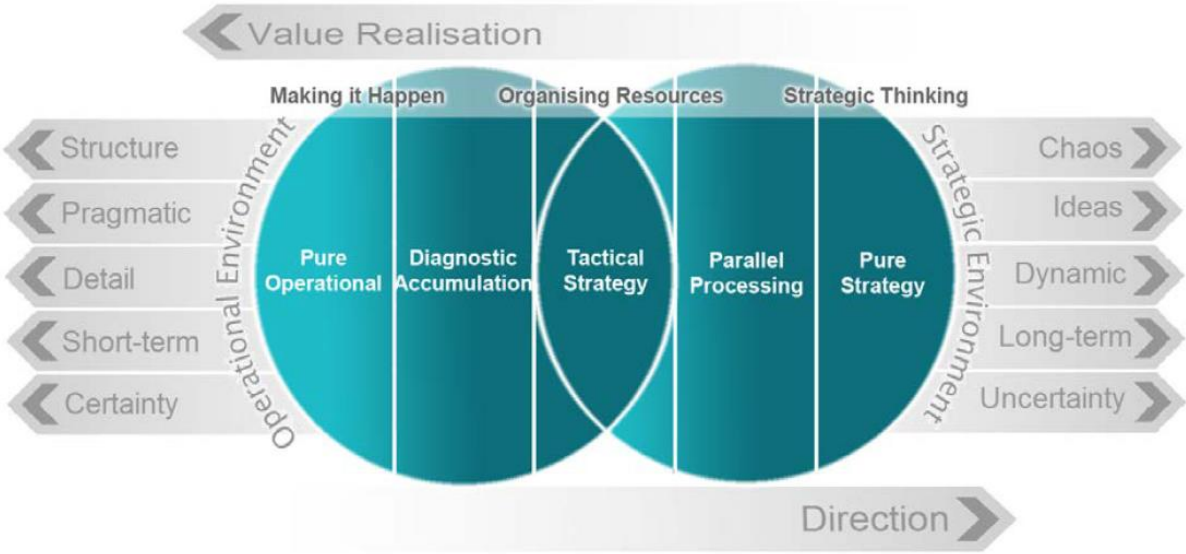 Value Realisation
Making it Happen
Organising Resources
Strategic Thinking
Operational Environment
Strategic Environment
Structure
Pragmatic
Detail
Short-term
Certainty
Pure
Operational
Diagnostic
Accumulation
Tactical
Strategy
Parallel
Processing
Pure
Strategy
Chaos
Ideas
Dynamic
Long-term
Uncertainty
Direction